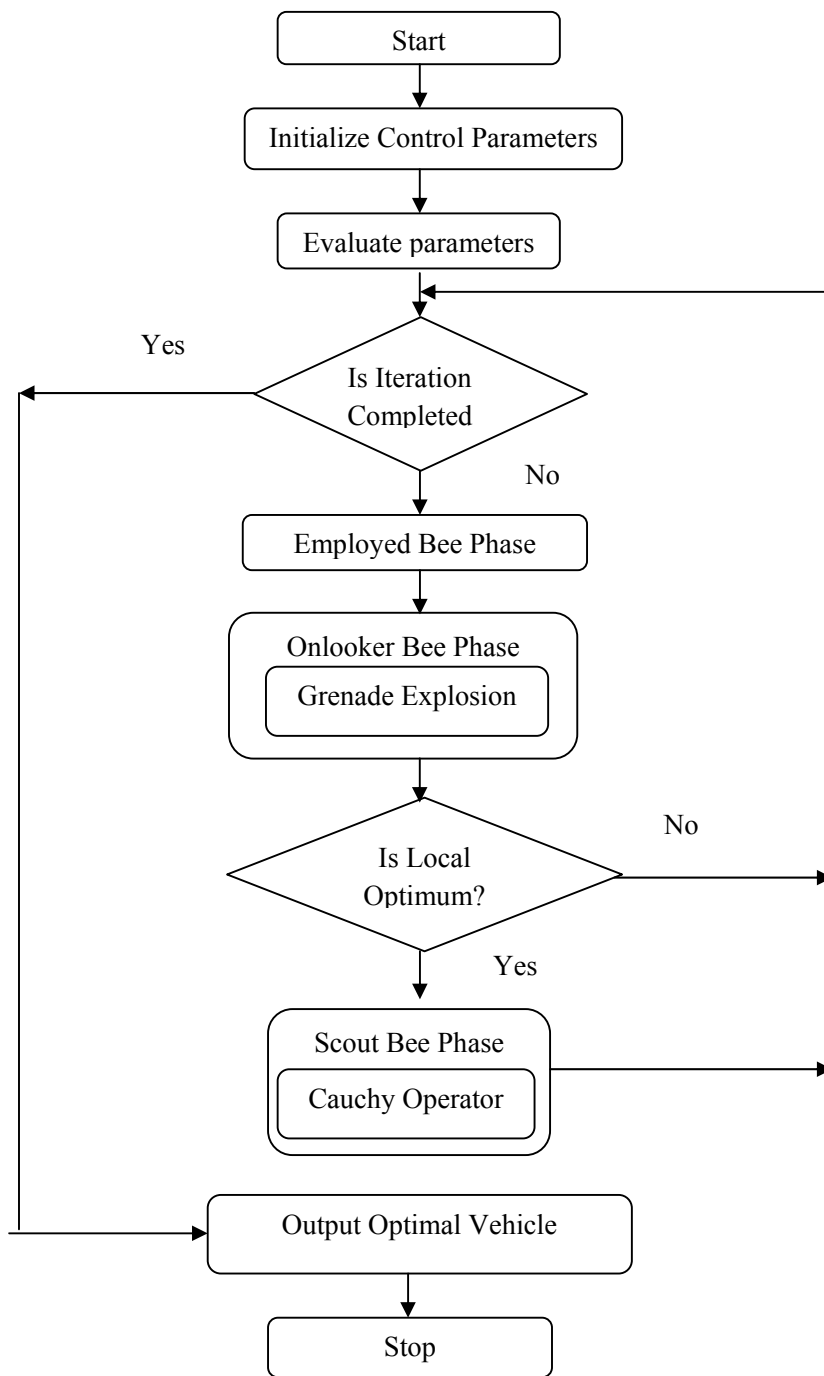 Start
Initialize Control Parameters
Evaluate parameters
Yes
Is Iteration
Completed
No
Employed Bee Phase
Onlooker Bee Phase
Grenade Explosion
No
Is Local
Optimum?
Yes
Scout Bee Phase
Cauchy Operator
Output Optimal Vehicle
Stop